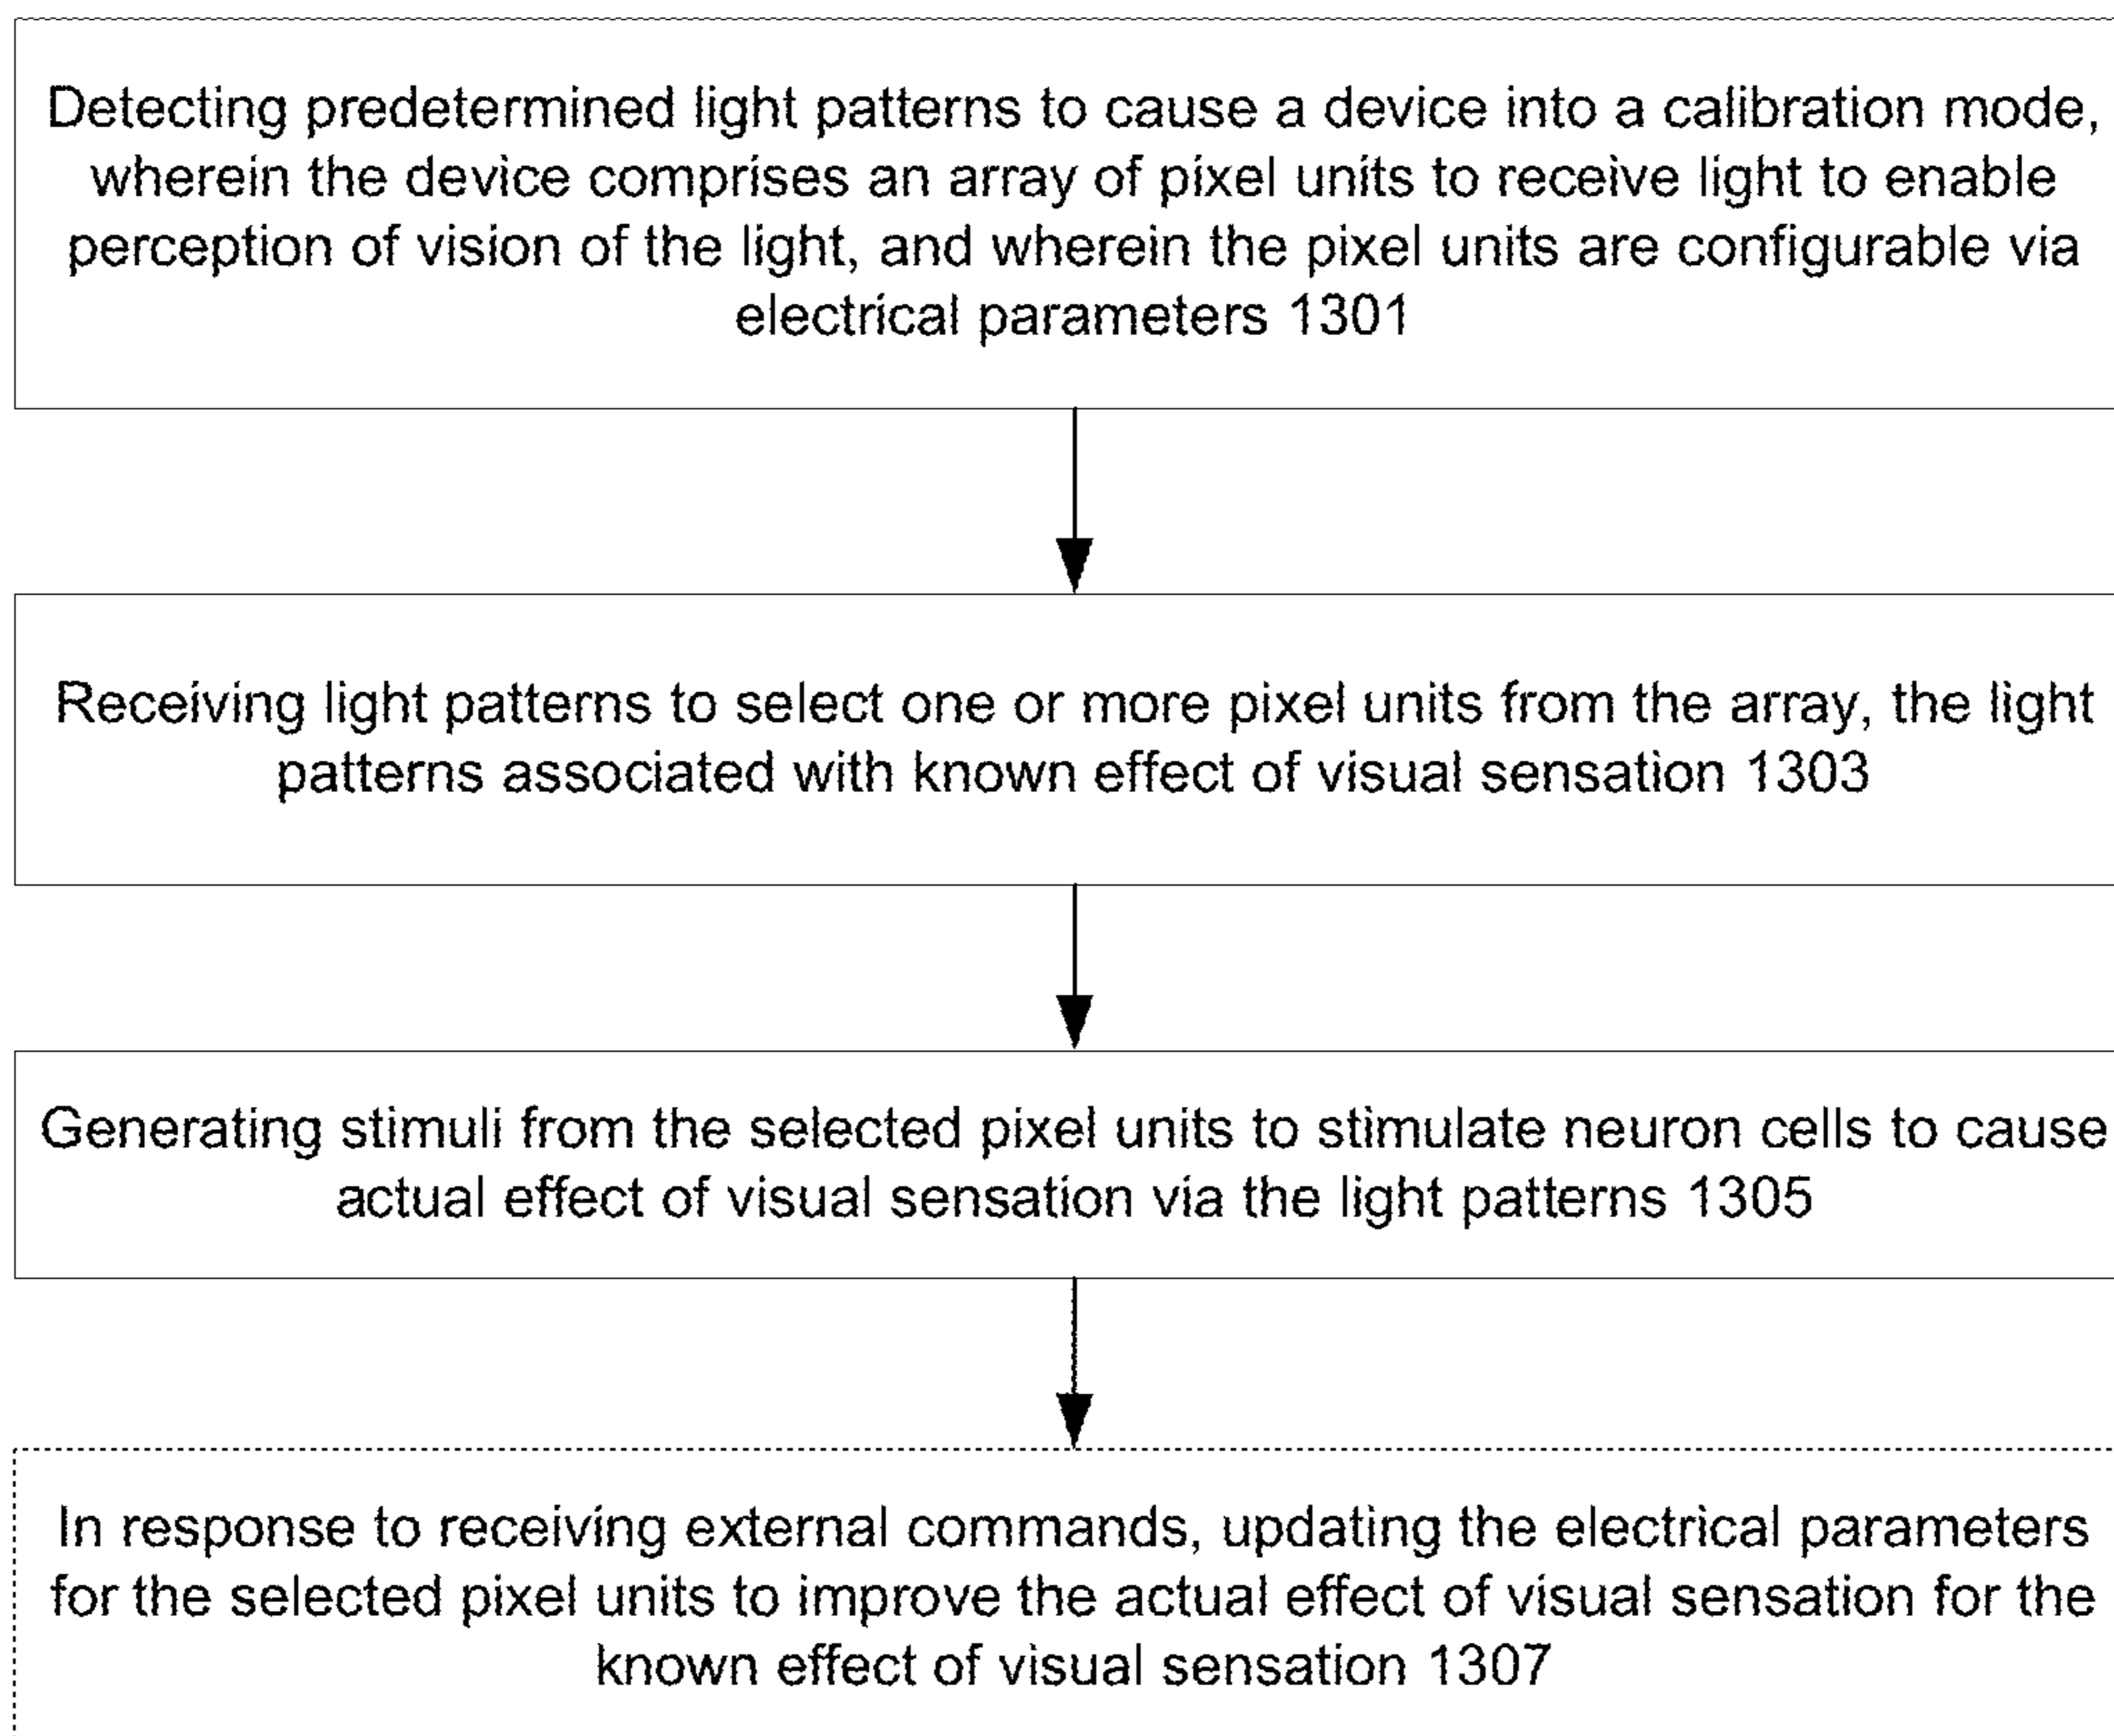 Detecting predetermined light patterns to cause a device into a calibration mode,
wherein the device comprises an array of pixel units to receive light to enable
perception of vision of the light, and wherein the pixel units are configurable via
electrical parameters 1301
Receiving light patterns to select one or more pixel units from the array, the light
patterns associated with known effect of visual sensation 1303
Generating stimuli from the selected pixel units to stimulate neuron cells to cause
actual effect of visual sensation via the light patterns 1305
In response to receiving external commands, updating the electrical parameters
for the selected pixel units to improve the actual effect of visual sensation for the
known effect of visual sensation 1307